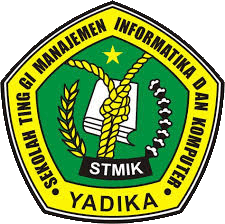 • SEKOLAH TINGGI MANAJEMEN INFORMATIKA DAN KOMPUTER •
STMIK
YADIKA